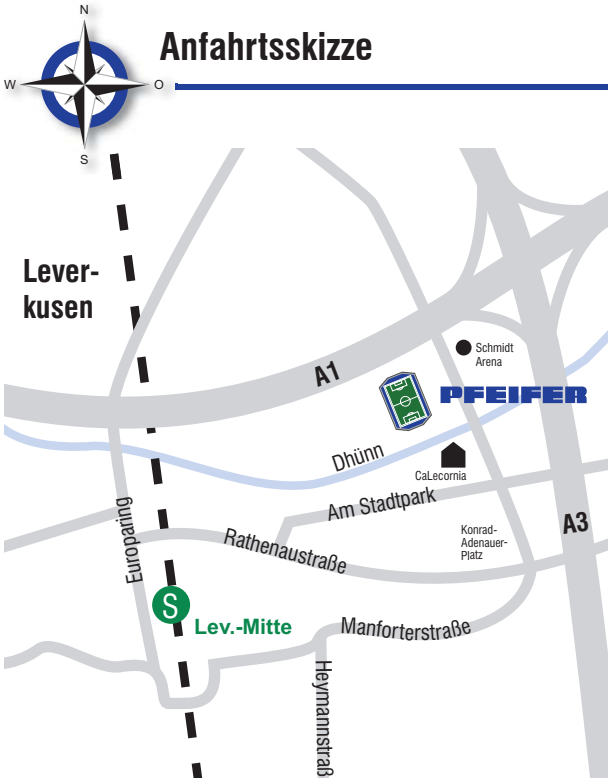 N
Anfahrtsskizze
W
O
S
Lever-
kusen
Schmidt
Arena
A1
PFEIFER
Dhünn
CaLecornia
Am Stadtpark
Europaring
Konrad-
Adenauer-
Platz
A3
Rathenaustraße
S
Lev.-Mitte
Manforterstraße
Heymannstraß